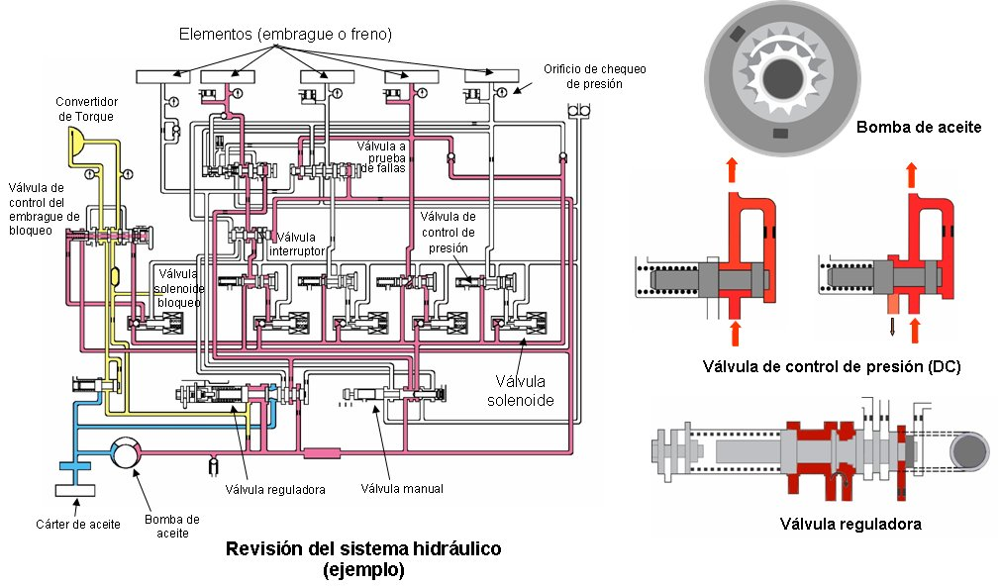 Elementos (embrague o freno)
Orificio de chequeo
de presión
Convertidor
de Torque
Bomba de aceite
Válvula a
prueba
de fallas
Válvula de
control del
embrague de
bloqueo
Válvula de
control de
presión
Válvula
interruptor
Válvula
solenoide
bloqueo
Válvula de control de presión (DC)
Válvula
solenoide
Válvula reguladora
Válvula manual
Cárter de aceite
Bomba de
aceite
Válvula reguladora
Revisión del sistema hidráulico
(ejemplo)